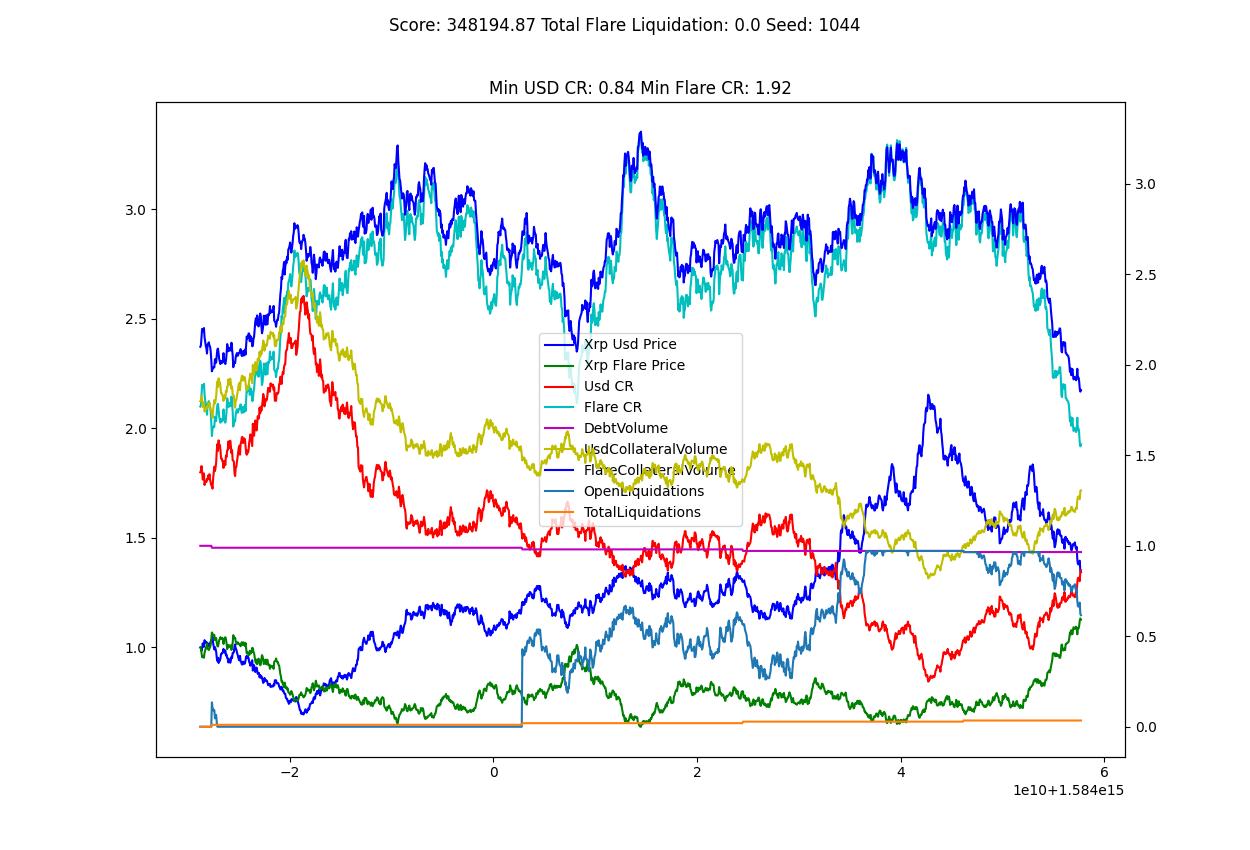 Score: 348194.87 Total Flare Liquidation: 0.0 Seed: 1044
Min USD CR: 0.84 Min Flare CR: 1.92
3.0
2.5
2.0
1.5
1.0
3.0
2.5
2.0
1.5
1.0
0.5
0.0
Xrp Usd Price
Xrp Flare Price
Usd CR
Flare CR
DebtVolume
UsdCollateralVolume
FlareCollateralVolume
OpenLiquidations
TotalLiquidations
−2 0 2 4 6
1e10+1.584e15